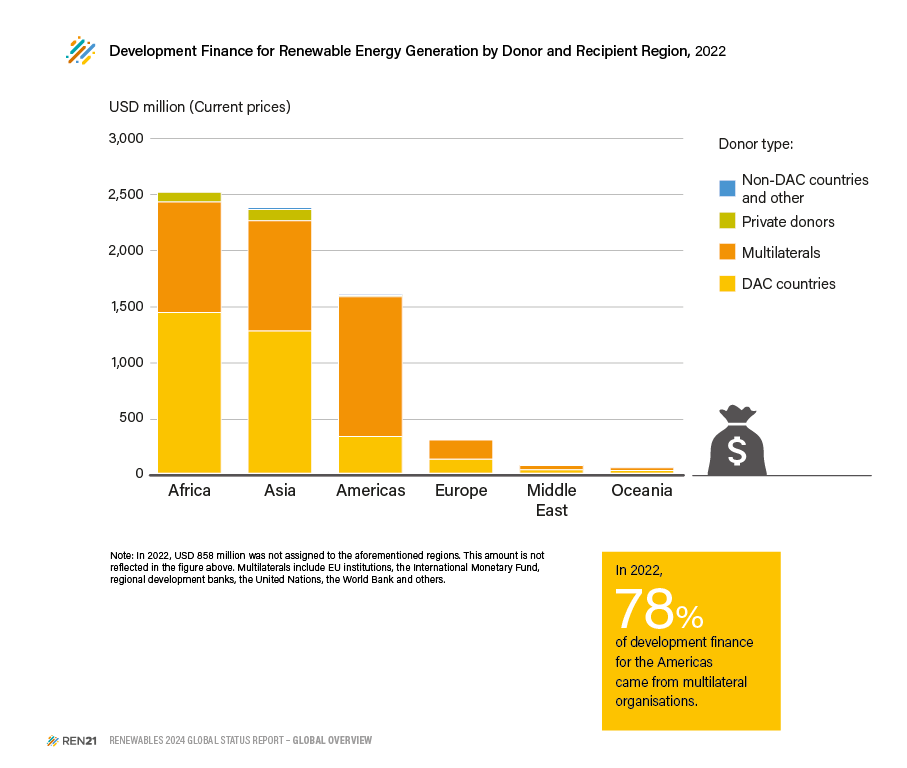 Development Finance for Renewable Energy Generation by Donor and Recipient Region, 2022
USD million (Current prices)
3,000
2,500
2,000
1,500
1,000
500
0
Africa
Asia
Americas
Europe
Middle
East
Oceania
Donor type:
Non-DAC countries
and other
Private donors
Multilaterals
DAC countries
$
Note: In 2022, USD 858 million was not assigned to the aforementioned regions. This amount is not
reflected in the figure above. Multilaterals include EU institutions, the International Monetary Fund,
regional development banks, the United Nations, the World Bank and others.
In 2022,
78%
of development finance
for the Americas
came from multilateral
organisations.
REN21 RENEWABLES 2024 GLOBAL STATUS REPORT – GLOBAL OVERVIEW